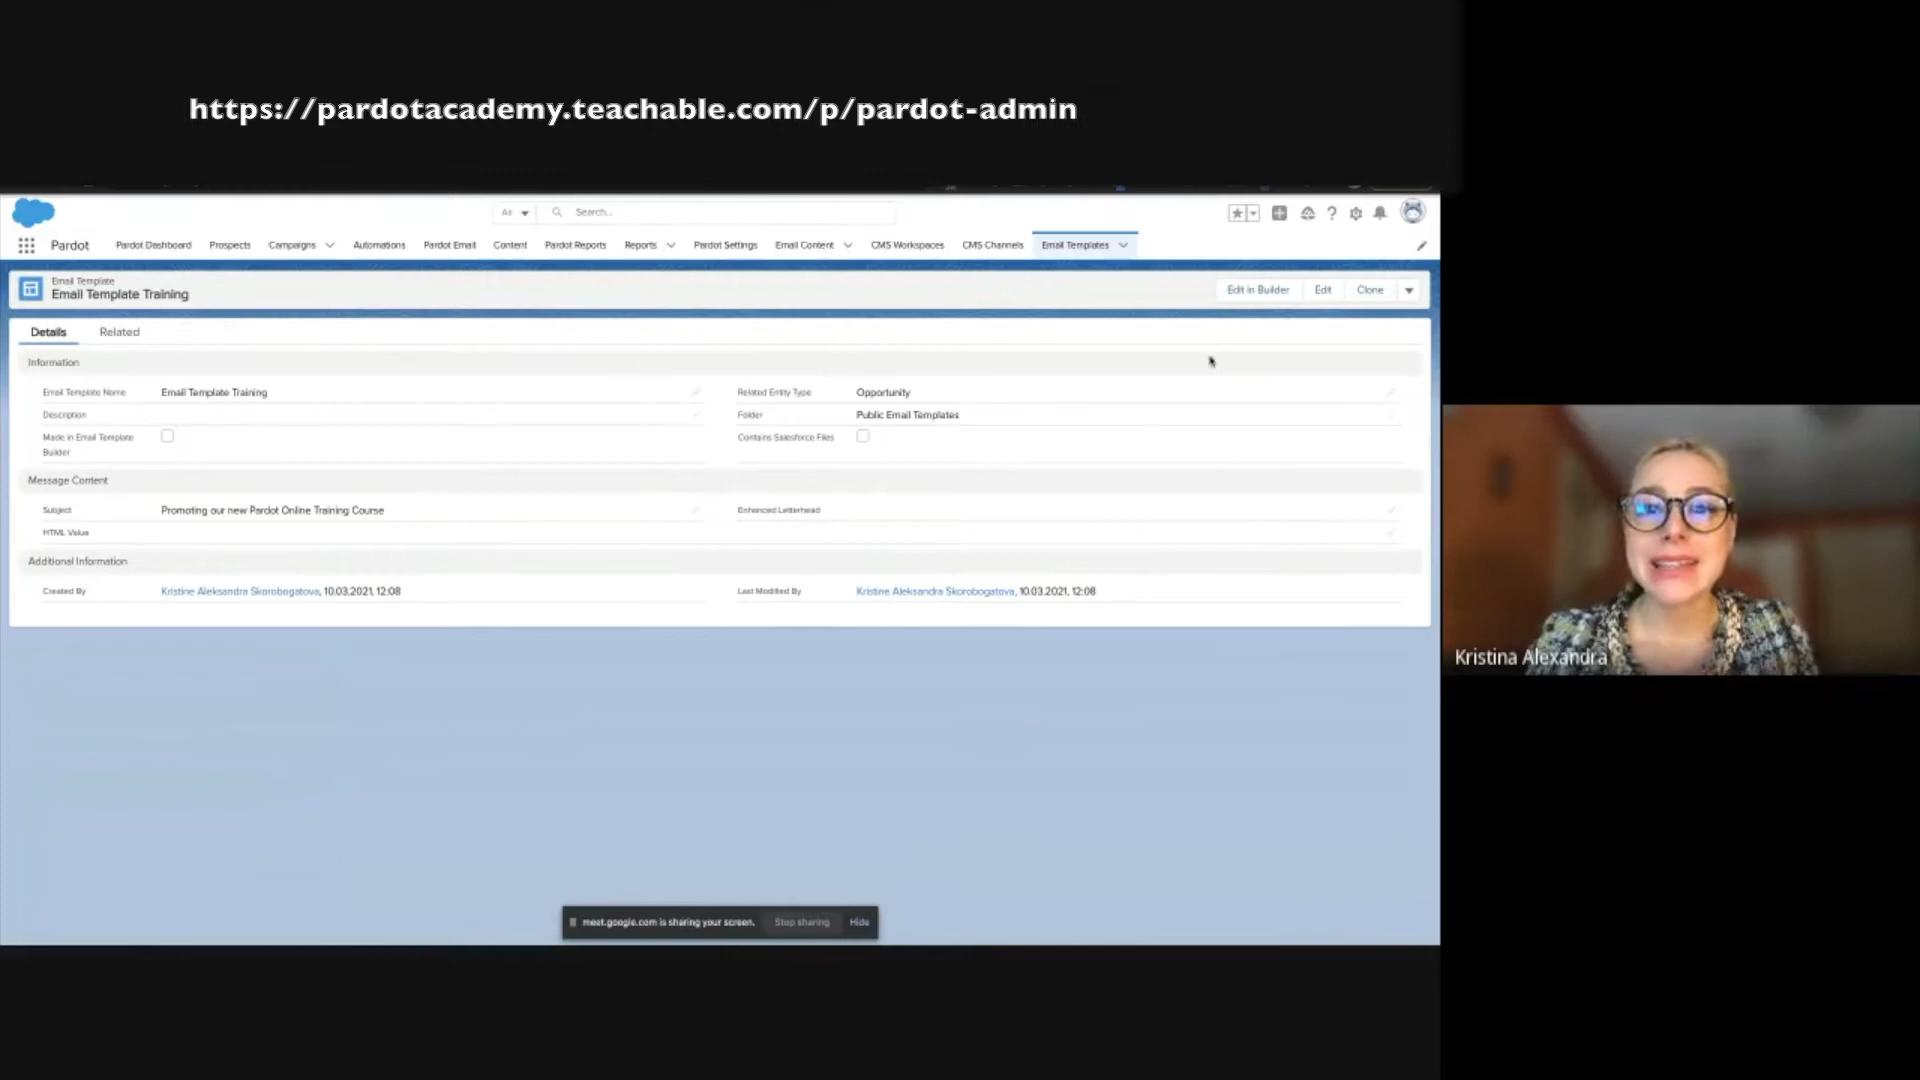 https://pardotacademy.teachable.com/p/pardot-admin
All Search...
Pardot Pardot Dashboard Prospects Campaigns Automations Pardot Email Content Pardot Reports Reports Pardot Settings Email Content CMS Workspaces CMS Channels Email Templates
Email Template
Email Template Training
Edit in Builder Edit Clone
Details Related
Information
Email Template Name Email Template Training Related Entity Type Opportunity
Description Folder Public Email Templates
Made in Email Template Contains Salesforce Files
Builder
Message Content
Subject Promoting our new Pardot Online Training Course Enhanced Letterhead
HTML Value
Additional Information
Created By Kristine Aleksandra Skorobogatova, 10.03.2021, 12:08 Last Modified By Kristine Aleksandra Skorobogatova, 10.03.2021, 12:08
Kristina Alexandra
meet.google.com is sharing your screen. Stop sharing Hide